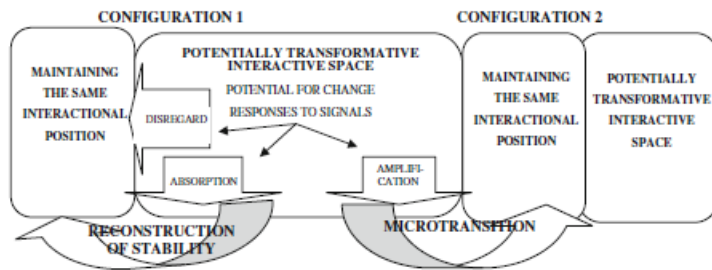 CONFIGURATION 1
CONFIGURATION 2
MAINTAINING
THE SAME
INTERACTIONAL
POSITION
POTENTIALLY TRANSFORMATIVE
INTERACTIVE SPACE
POTENTIAL FOR CHANGE
RESPONSES TO SIGNALS
DISREGARD
ABSORPTION
AMPLIFI-
CATION
MAINTAINING
THE SAME
INTERACTIONAL
POSITION
POTENTIALLY
TRANSFORMATIVE
INTERACTIVE
SPACE
RECONSTRUCTION
OF STABILITY
MICROTRANSITION